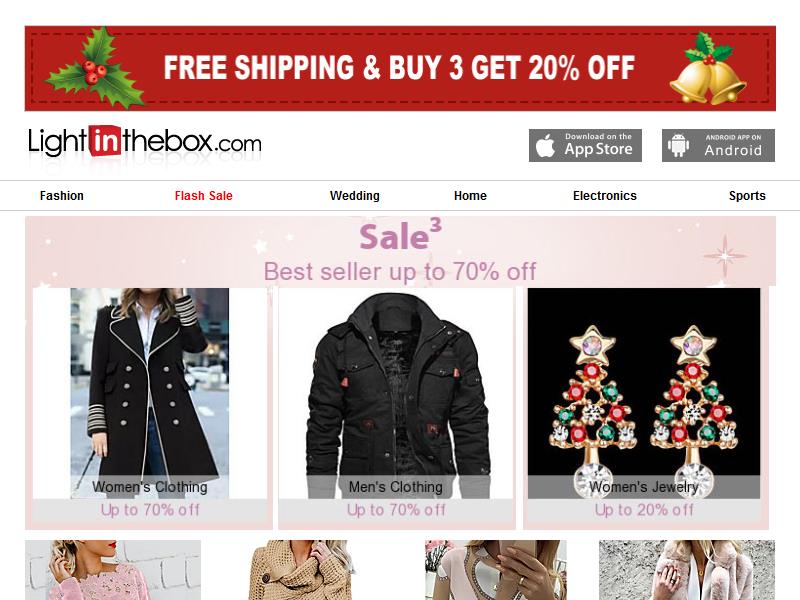 FREE SHIPPING & BUY 3 GET 20% OFF
Lightinthebox.com
Download on the
App Store
ANDROID APP ON
Android
Fashion
Flash Sale
Wedding
Home
Electronics
Sports
Sale³
Best seller up to 70% off
Women's Clothing
Up to 70% off
Men's Clothing
Up to 70% off
Women's Jewelry
Up to 20% off